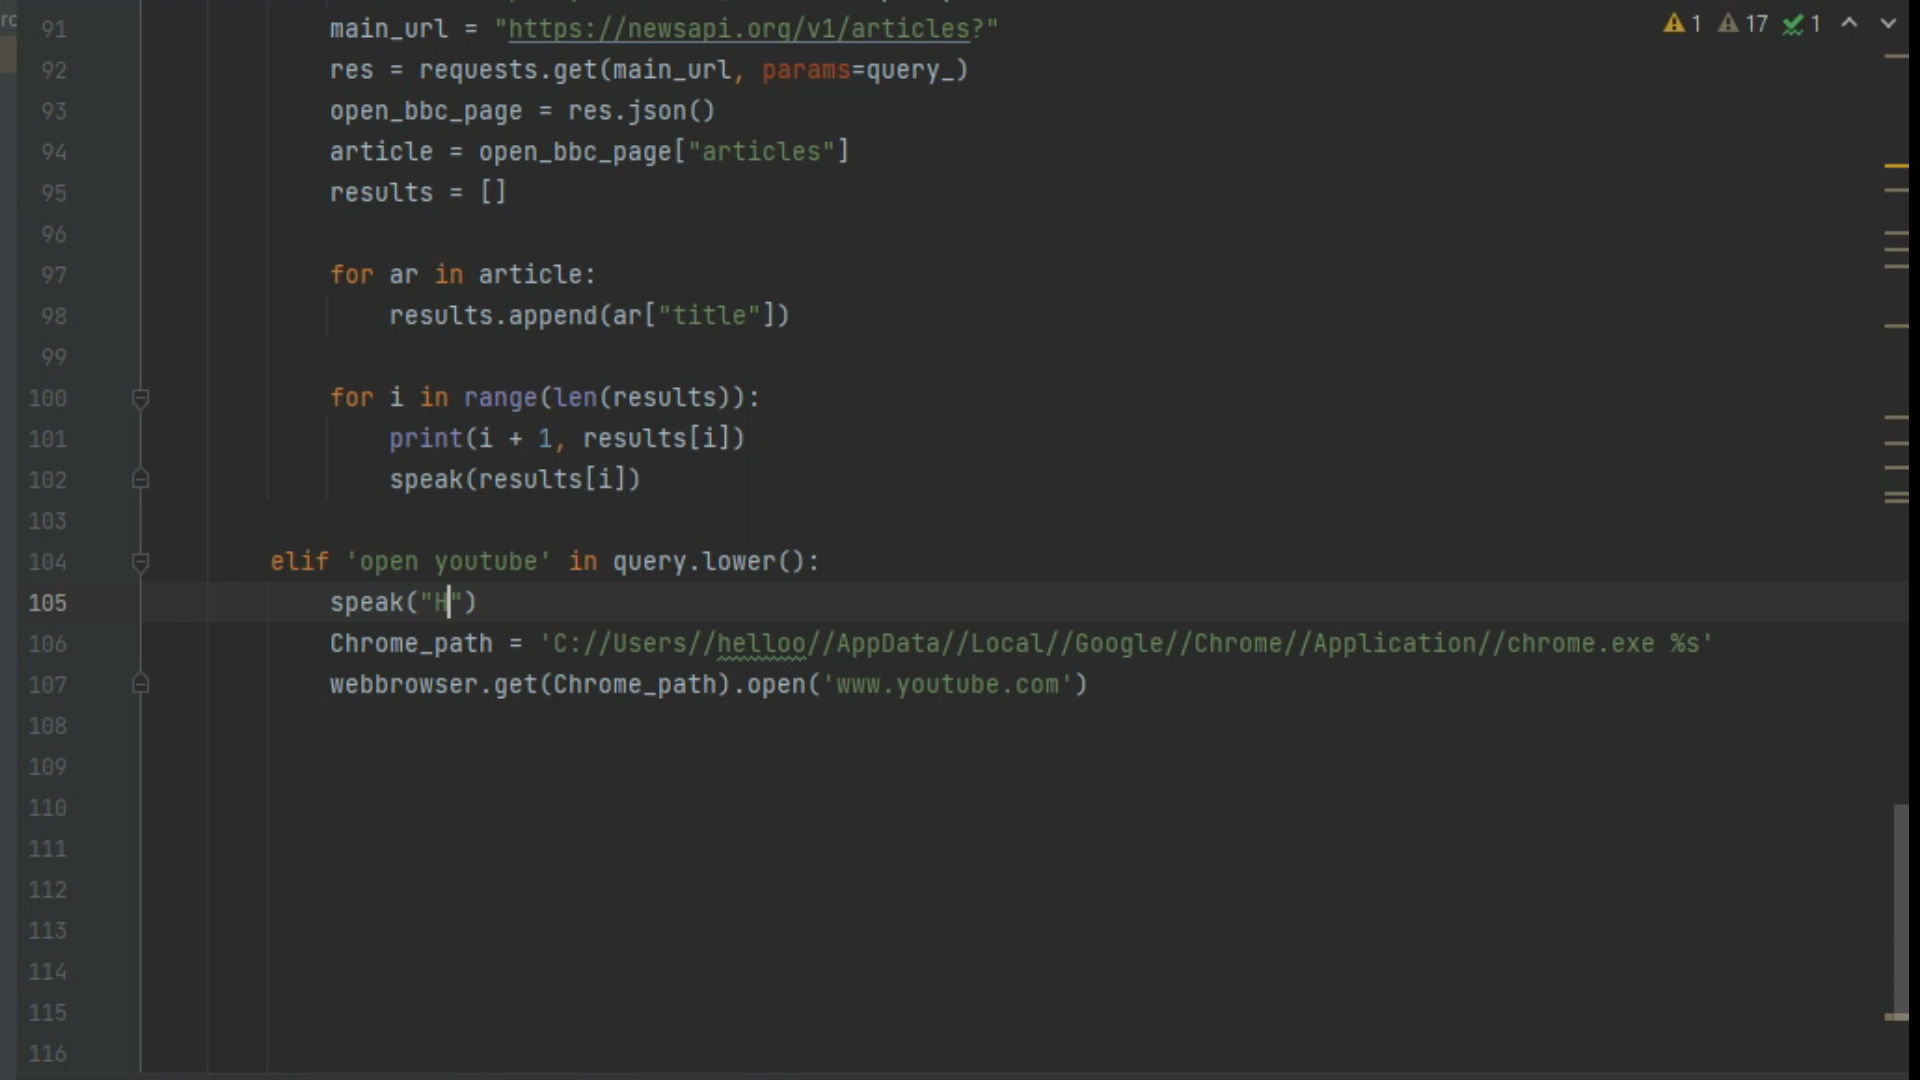 rc
91 main_url = "https://newsapi.org/v1/articles?"
1 17 1
92 res = requests.get(main_url, params=query_)
93 open_bbc_page = res.json()
94 article = open_bbc_page["articles"]
95 results = []
96
97 for ar in article:
98 results.append(ar["title"])
99
100 for i in range(len(results)):
101 print(i + 1, results[i])
102 speak(results[i])
103
104 elif 'open youtube' in query.lower():
105 speak("H")
106 Chrome_path = 'C://Users//helloo//AppData//Local//Google//Chrome//Application//chrome.exe %s'
107 webbrowser.get(Chrome_path).open('www.youtube.com')
108
109
110
111
112
113
114
115
116